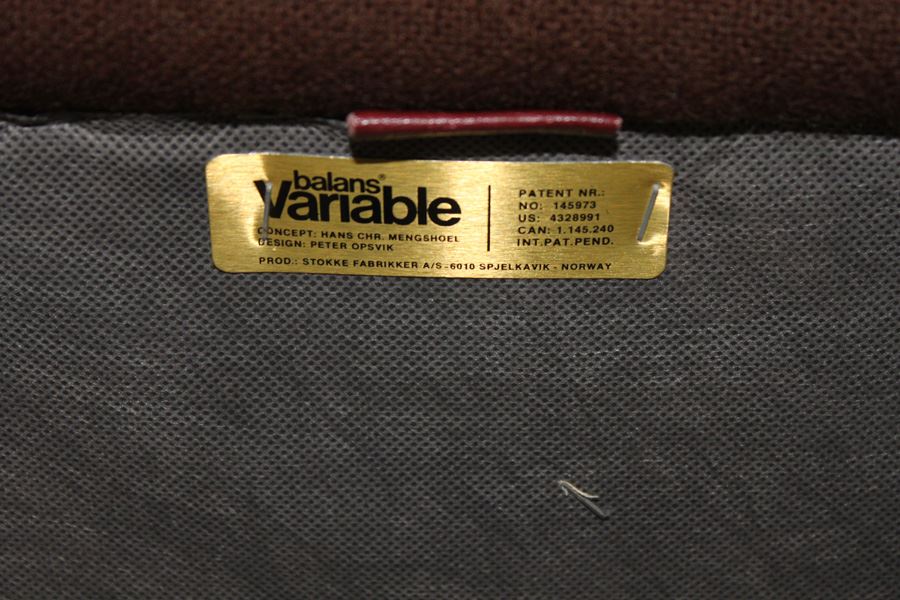 balans®
Variable
CONCEPT: HANS CHR. MENGSHOEL
DESIGN: PETER OPSVIK
PATENT NR.:
NO: 145973
US: 4328991
CAN: 1.145.240
INT.PAT.PEND.
PROD.: STOKKE FABRIKKER A/S-6010 SPJELKAVIK - NORWAY